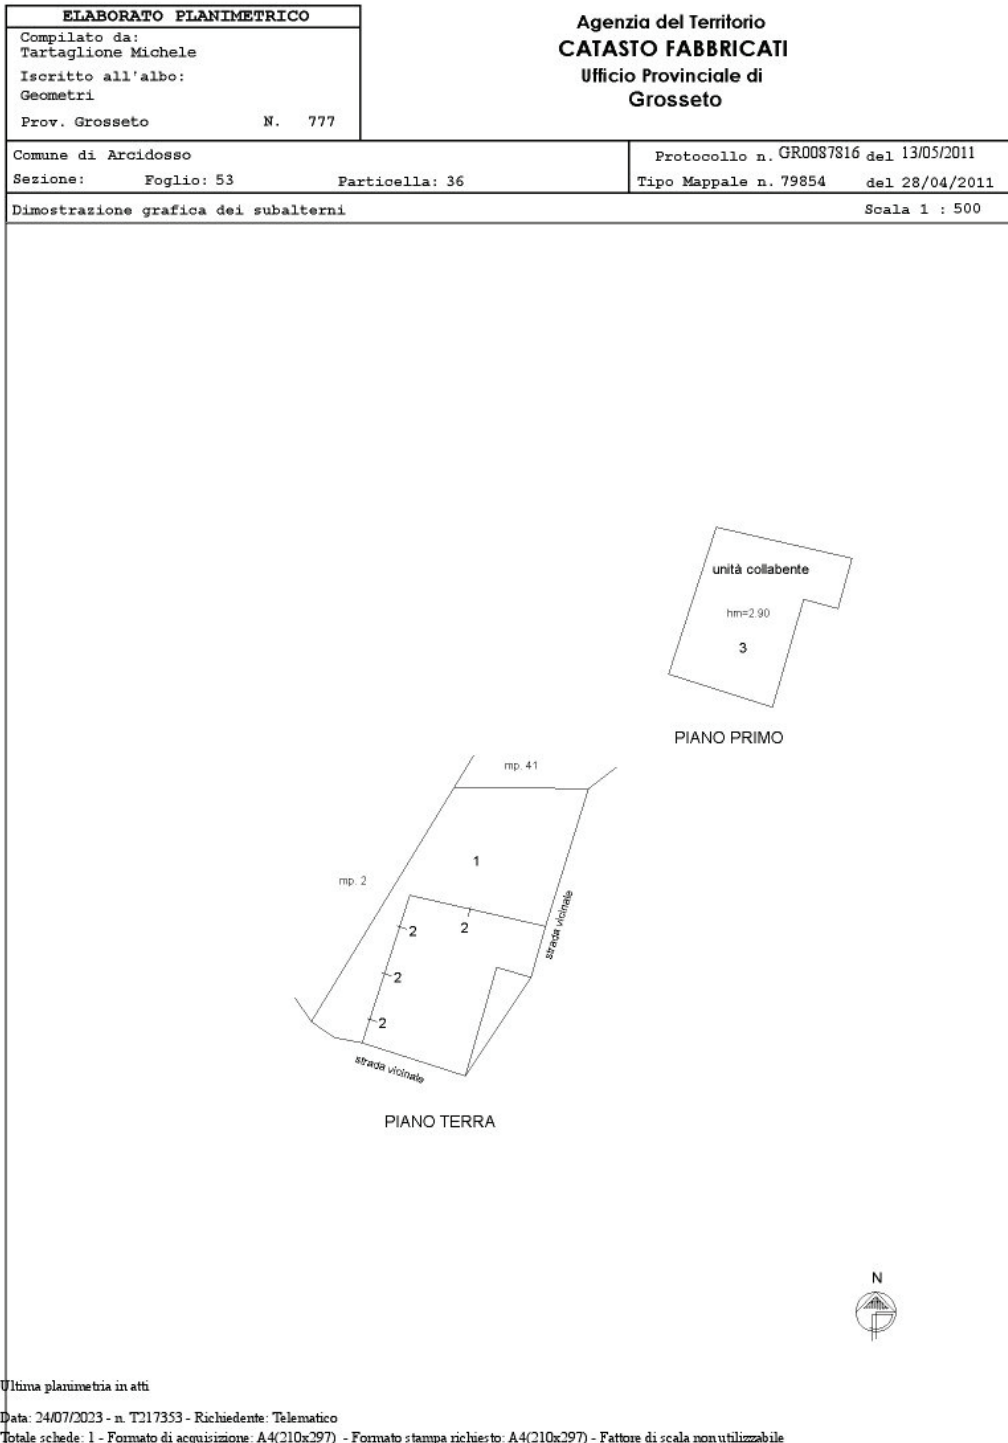 ELABORATO PLANIMETRICO
Compilato da:
Tartaglione Michele
Iscritto all'albo:
Geometri
Prov. Grosseto N. 777
Agenzia del Territorio
CATASTO FABBRICATI
Ufficio Provinciale di
Grosseto
Comune di Arcidosso
Sezione: Foglio: 53 Particella: 36
Protocollo n. GR0087816 del 13/05/2011
Tipo Mappale n. 79854 del 28/04/2011
Dimostrazione grafica dei subalterni Scala 1 : 500
unità collabente
hm=2.90
3
PIANO PRIMO
mp. 41
1
mp. 2
strada vicinale
2
2
2
2
strada vicinale
PIANO TERRA
N
Ultima planimetria in atti
Data: 24/07/2023 - n. T217353 - Richiedente: Telematico
Totale schede: 1 - Formato di acquisizione: A4(210x297) - Formato stampa richiesto: A4(210x297) - Fattore di scala non utilizzabile